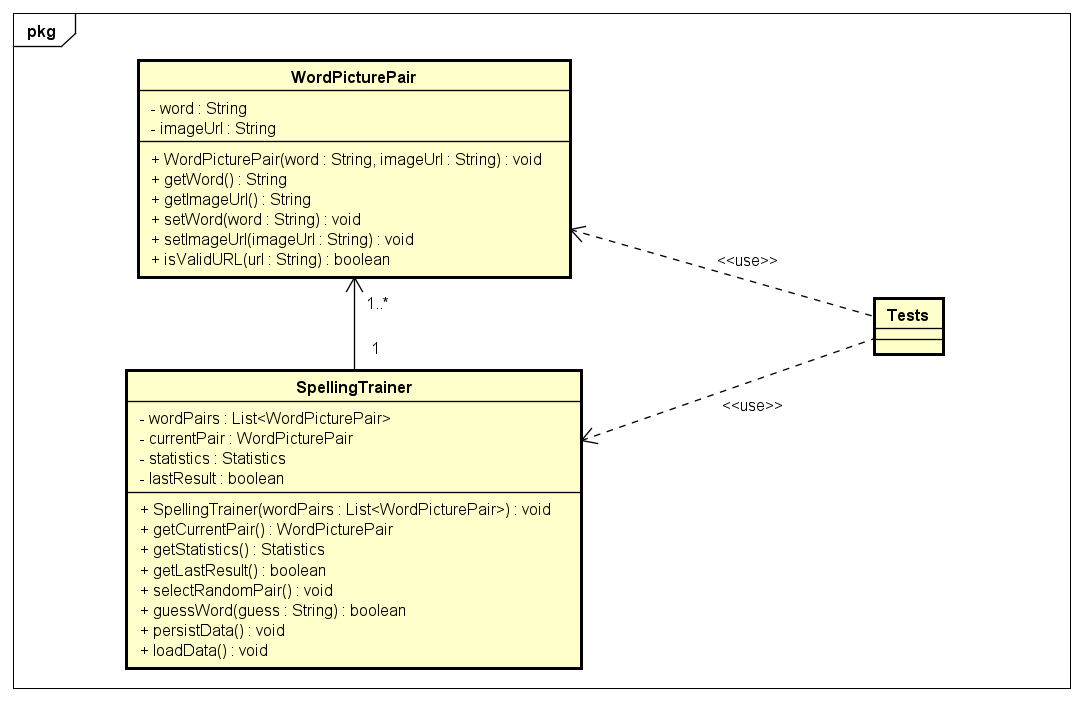 pkg
WordPicturePair
- word : String
- imageUrl : String
+ WordPicturePair(word : String, imageUrl : String) : void
+ getWord() : String
+ getImageUrl() : String
+ setWord(word : String) : void
+ setImageUrl(imageUrl : String) : void
+ isValidURL(url : String) : boolean
<<use>>
1..*
Tests
1
SpellingTrainer
<<use>>
- wordPairs : List<WordPicturePair>
- currentPair : WordPicturePair
- statistics : Statistics
- lastResult : boolean
+ SpellingTrainer(wordPairs : List<WordPicturePair>) : void
+ getCurrentPair() : WordPicturePair
+ getStatistics() : Statistics
+ getLastResult() : boolean
+ selectRandomPair() : void
+ guessWord(guess : String) : boolean
+ persistData() : void
+ loadData() : void